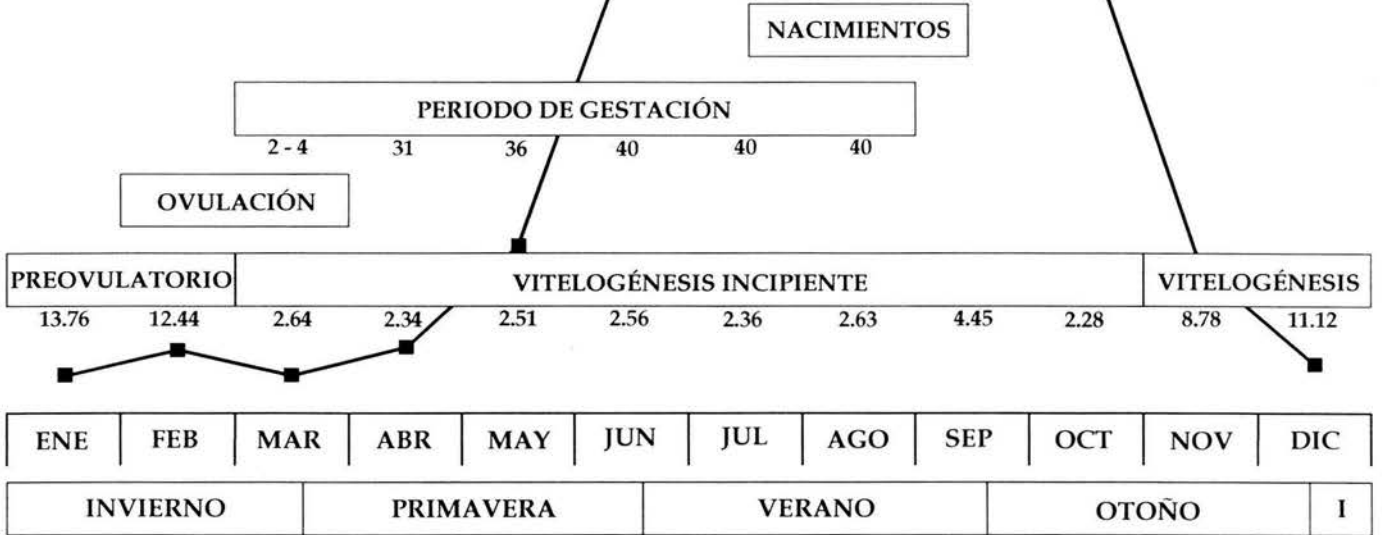 NACIMIENTOS
PERIODO DE GESTACIÓN
2 - 4 31 36 40 40 40
OVULACIÓN
PREOVULATORIO VITELOGÉNESIS INCIPIENTE VITELOGÉNESIS
13.76 12.44 2.64 2.34 2.51 2.56 2.36 2.63 4.45 2.28 8.78 11.12
ENE FEB MAR ABR MAY JUN JUL AGO SEP OCT NOV DIC
INVIERNO PRIMAVERA VERANO OTOÑO I